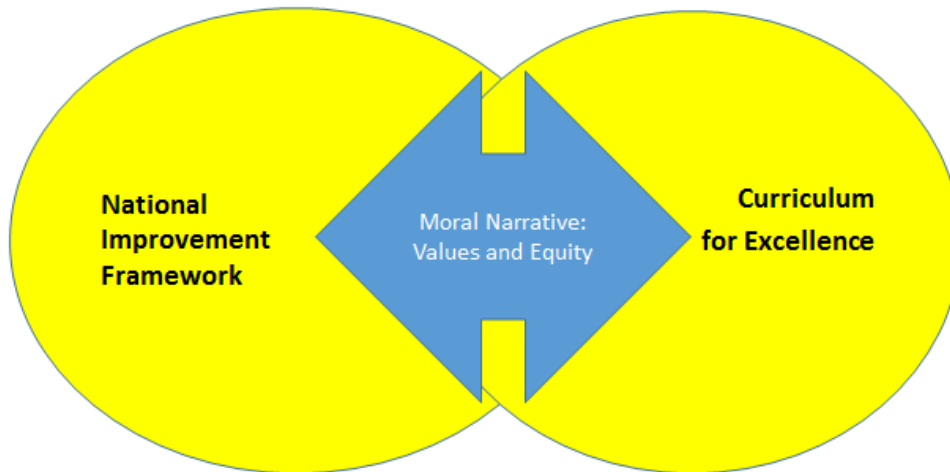 National
Improvement
Framework
Moral Narrative:
Values and Equity
Curriculum
for Excellence